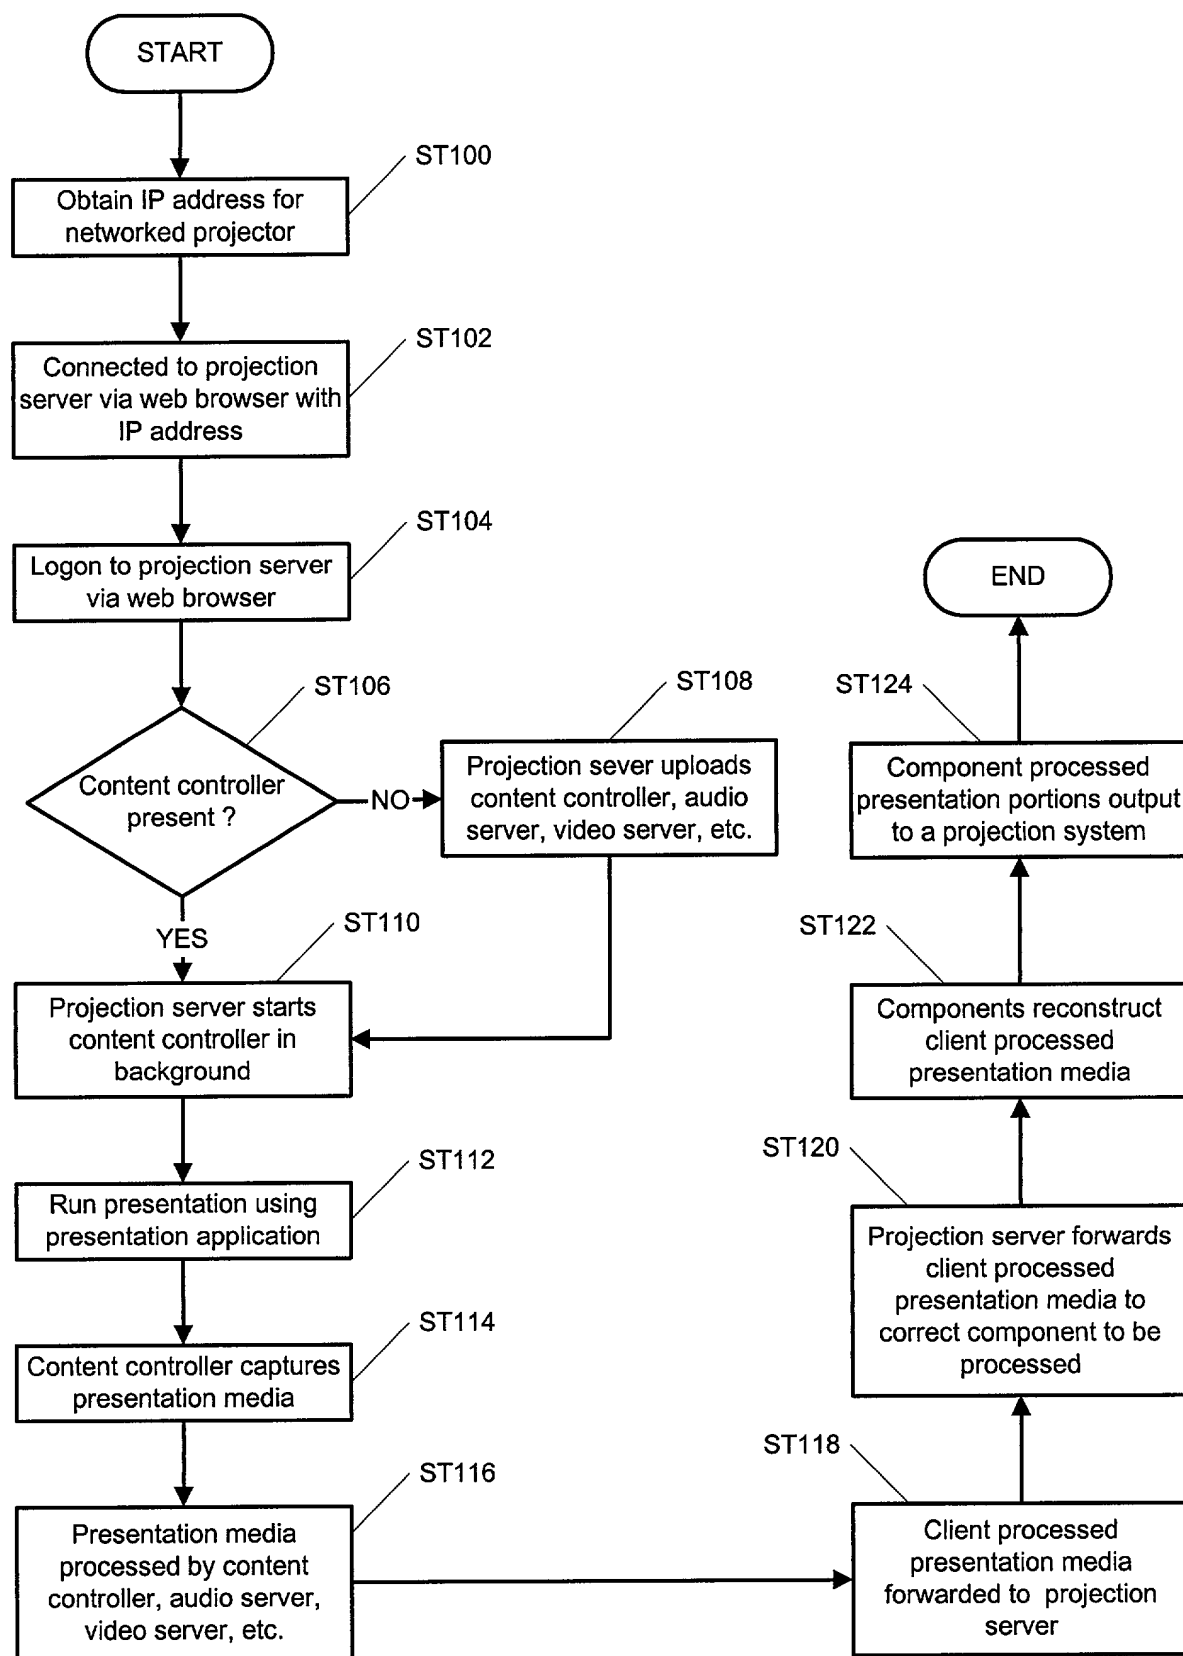 START
ST100
Obtain IP address for
networked projector
ST102
Connected to projection
server via web browser with
IP address
ST104
Logon to projection server
via web browser
ST106
Content controller
present ?
NO
ST108
Projection sever uploads
content controller, audio
server, video server, etc.
YES
ST110
Projection server starts
content controller in
background
ST112
Run presentation using
presentation application
ST114
Content controller captures
presentation media
ST116
Presentation media
processed by content
controller, audio server,
video server, etc.
ST118
Client processed
presentation media
forwarded to projection
server
ST120
Projection server forwards
client processed
presentation media to
correct component to be
processed
ST122
Components reconstruct
client processed
presentation media
ST124
Component processed
presentation portions output
to a projection system
END